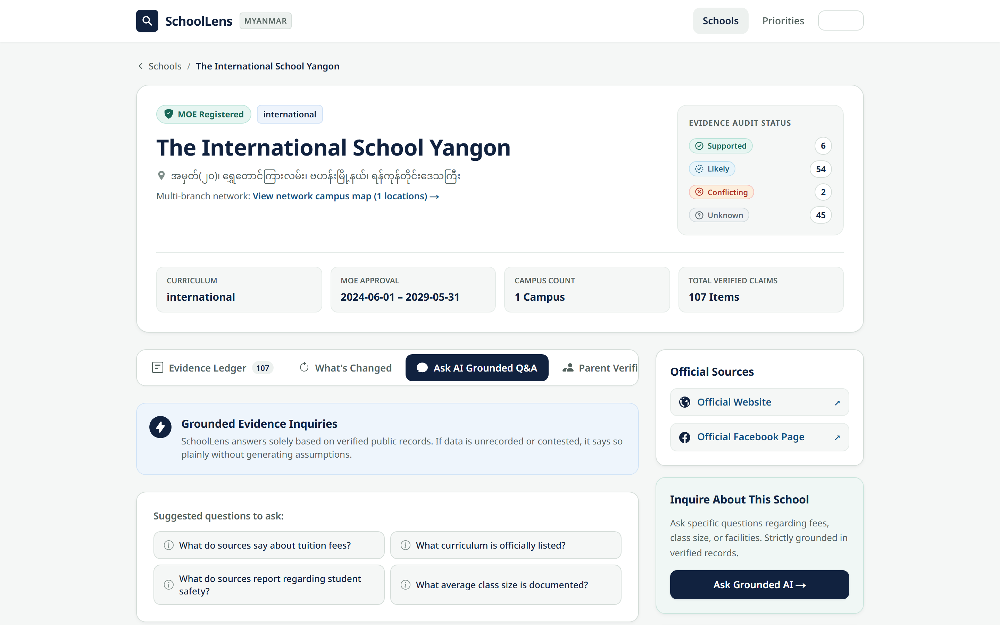 SchoolLens MYANMAR
Schools Priorities
Schools / The International School Yangon
MOE Registered international
The International School Yangon
အမှတ်(၂၀)၊ ရွှေတောင်ကြားလမ်း၊ ဗဟန်းမြို့နယ်၊ ရန်ကုန်တိုင်းဒေသကြီး
Multi-branch network: View network campus map (1 locations) →
EVIDENCE AUDIT STATUS
Supported 6
Likely 54
Conflicting 2
Unknown 45
CURRICULUM
international
MOE APPROVAL
2024-06-01 – 2029-05-31
CAMPUS COUNT
1 Campus
TOTAL VERIFIED CLAIMS
107 Items
Evidence Ledger 107 What's Changed Ask AI Grounded Q&A Parent Verifi
Grounded Evidence Inquiries
SchoolLens answers solely based on verified public records. If data is unrecorded or contested, it says so
plainly without generating assumptions.
Suggested questions to ask:
What do sources say about tuition fees?
What curriculum is officially listed?
What do sources report regarding student
safety?
What average class size is documented?
Official Sources
Official Website ↗
Official Facebook Page ↗
Inquire About This School
Ask specific questions regarding fees,
class size, or facilities. Strictly grounded in
verified records.
Ask Grounded AI →